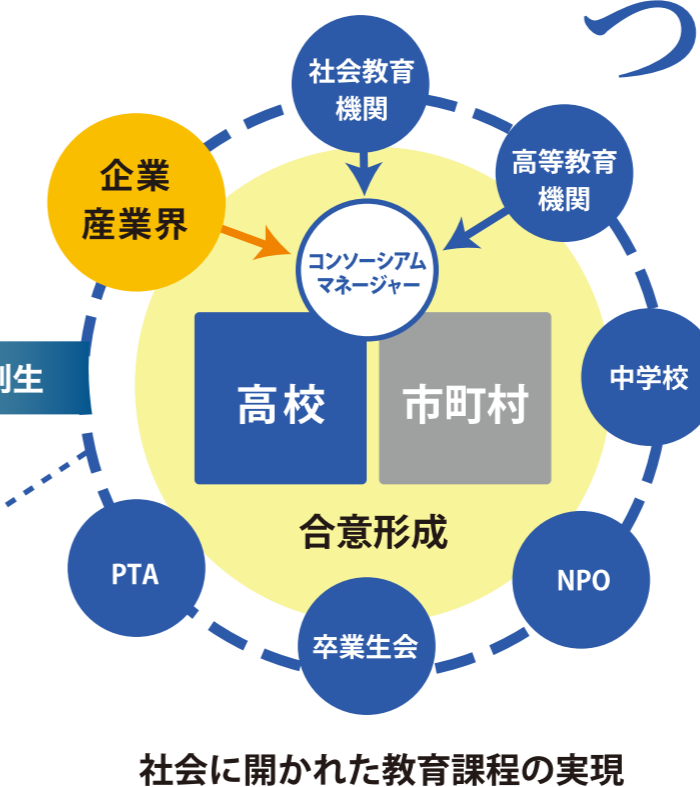 つ
社会教育
機関
高等教育
機関
企業
産業界
コンソーシアム
マネージャー
創生
中学校
高校
市町村
合意形成
PTA
NPO
卒業生会
社会に開かれた教育課程の実現